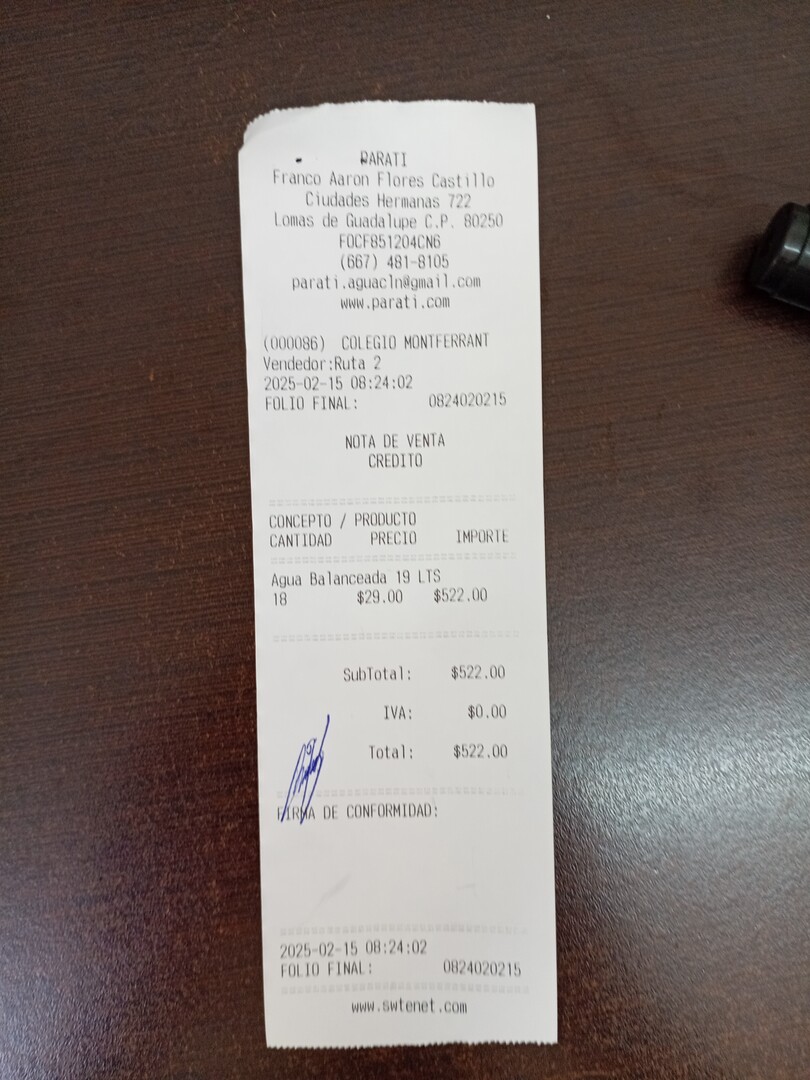 PARATI
Franco Aaron Flores Castillo
Ciudades Hermanas 722
Lomas de Guadalupe C.P. 80250
FOCF851204CN6
(667) 481-8105
parati.aguacln@gmail.com
www.parati.com
(000086) COLEGIO MONTFERRANT
Vendedor:Ruta 2
2025-02-15 08:24:02
FOLIO FINAL: 0824020215
NOTA DE VENTA
CREDITO
CONCEPTO / PRODUCTO
CANTIDAD PRECIO IMPORTE
Agua Balanceada 19 LTS
18 $29.00 $522.00
SubTotal: $522.00
IVA: $0.00
Total: $522.00
FIRMA DE CONFORMIDAD:
2025-02-15 08:24:02
FOLIO FINAL: 0824020215
www.swtenet.com